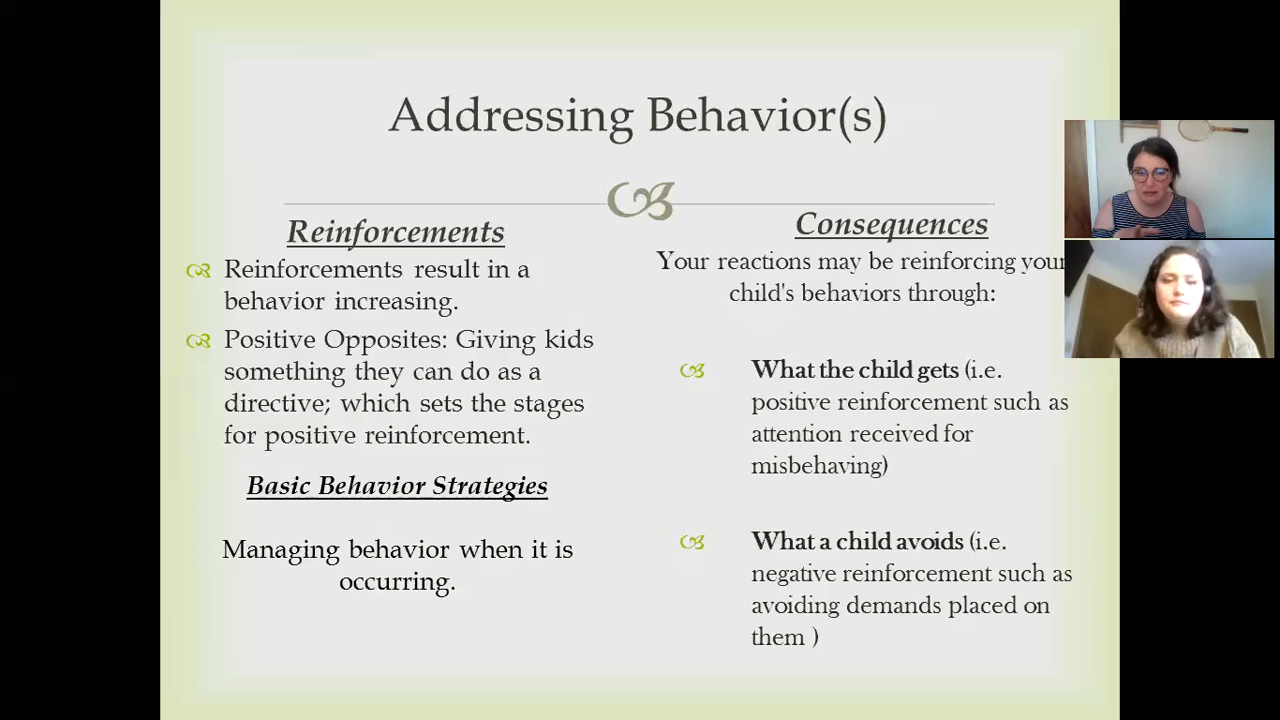 Addressing Behavior(s)
Reinforcements
Reinforcements result in a
behavior increasing.
Positive Opposites: Giving kids
something they can do as a
directive; which sets the stages
for positive reinforcement.
Basic Behavior Strategies
Managing behavior when it is
occurring.
Consequences
Your reactions may be reinforcing your
child's behaviors through:
What the child gets (i.e.
positive reinforcement such as
attention received for
misbehaving)
What a child avoids (i.e.
negative reinforcement such as
avoiding demands placed on
them )